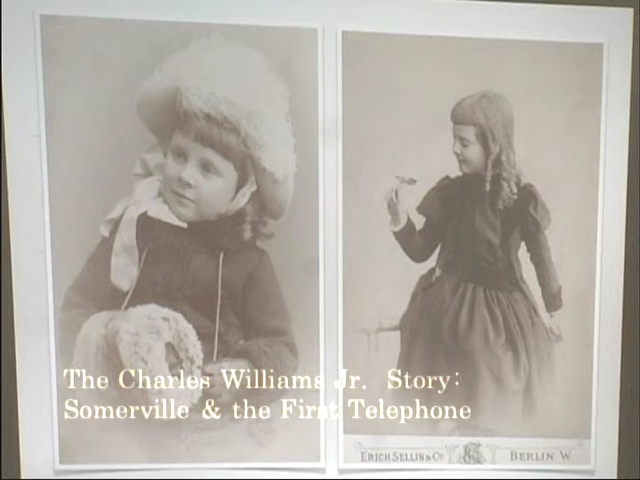 The Charles Williams Jr. Story:
Somerville & the First Telephone
ERICH SELLIN & Co BERLIN W.